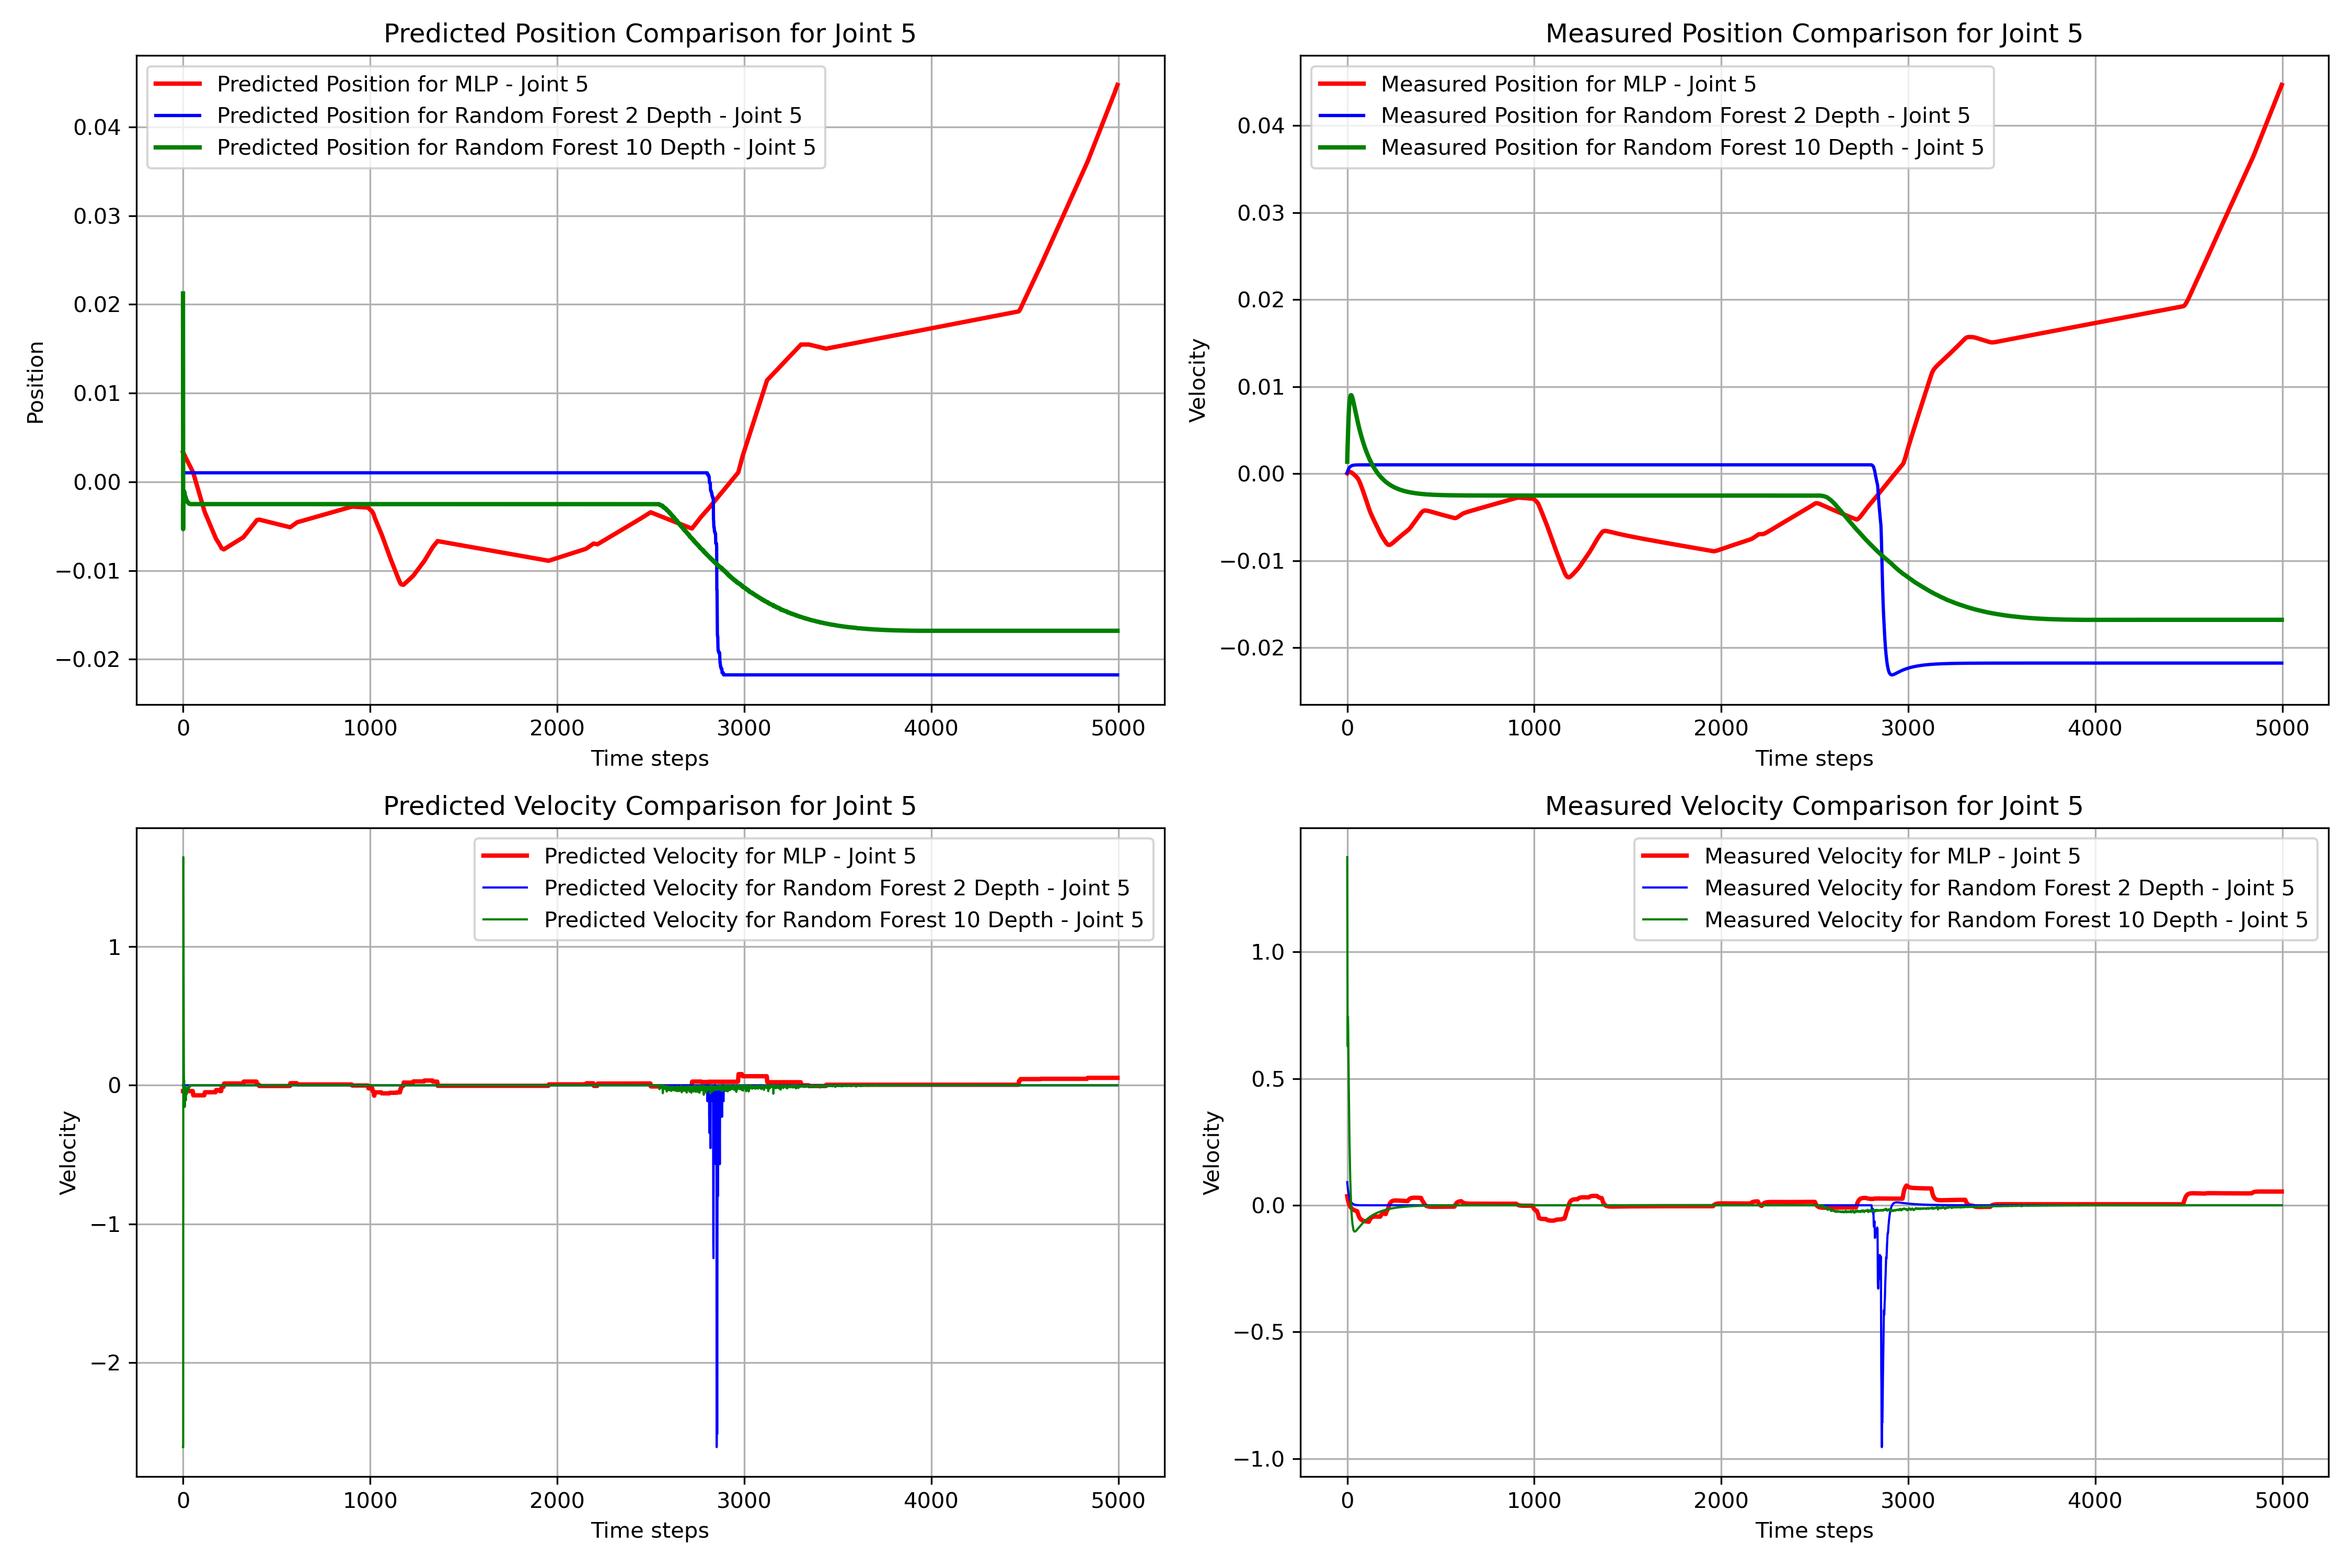 Predicted Position Comparison for Joint 5
Predicted Position for MLP - Joint 5
Predicted Position for Random Forest 2 Depth - Joint 5
Predicted Position for Random Forest 10 Depth - Joint 5
0.04
0.03
0.02
0.01
0.00
−0.01
−0.02
Position
0 1000 2000 3000 4000 5000
Time steps
Measured Position Comparison for Joint 5
Measured Position for MLP - Joint 5
Measured Position for Random Forest 2 Depth - Joint 5
Measured Position for Random Forest 10 Depth - Joint 5
0.04
0.03
0.02
0.01
0.00
−0.01
−0.02
Velocity
0 1000 2000 3000 4000 5000
Time steps
Predicted Velocity Comparison for Joint 5
Predicted Velocity for MLP - Joint 5
Predicted Velocity for Random Forest 2 Depth - Joint 5
Predicted Velocity for Random Forest 10 Depth - Joint 5
1
0
−1
−2
Velocity
0 1000 2000 3000 4000 5000
Time steps
Measured Velocity Comparison for Joint 5
Measured Velocity for MLP - Joint 5
Measured Velocity for Random Forest 2 Depth - Joint 5
Measured Velocity for Random Forest 10 Depth - Joint 5
1.0
0.5
0.0
−0.5
−1.0
Velocity
0 1000 2000 3000 4000 5000
Time steps